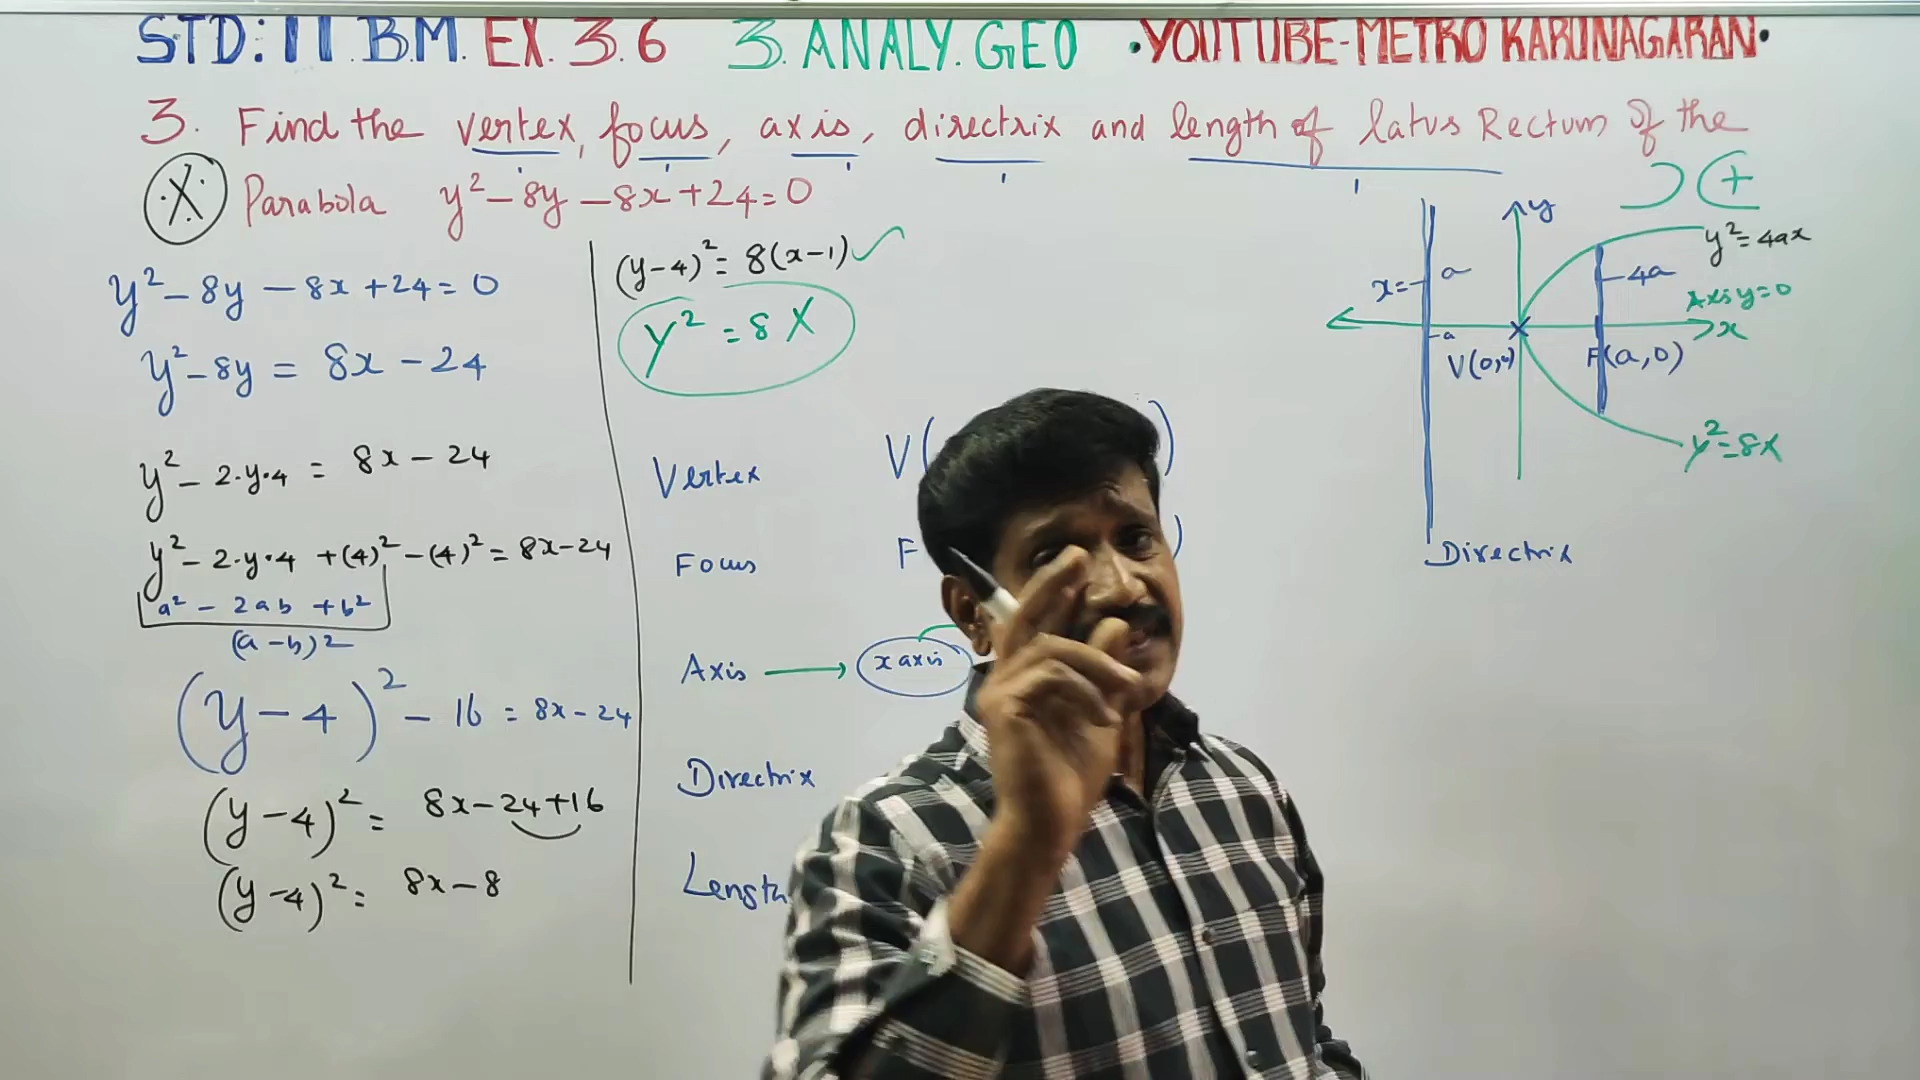 STD: 11 .B.M. EX. 3.6 3. ANALY. GEO •YOUTUBE-METRO KARUNAGARAN•
3. Find the vertex, focus, axis, directrix and length of latus Rectum of the
X Parabola y² - 8y - 8x + 24 = 0
y² - 8y - 8x + 24 = 0
y² - 8y = 8x - 24
y² - 2·y·4 = 8x - 24
y² - 2·y·4 + (4)² - (4)² = 8x - 24
a² - 2ab + b²
(a - b)²
(y - 4)² - 16 = 8x - 24
(y - 4)² = 8x - 24 + 16
(y - 4)² = 8x - 8
(y - 4)² = 8(x - 1) ✓
Y² = 8X
Vertex V( )
Focus F )
Axis → x axis
Directrix
Length
+
y
y² = 4ax
x = a
-a
4a
Axis y=0
x
V(0, F(a,0)
y² = 8X
Directrix